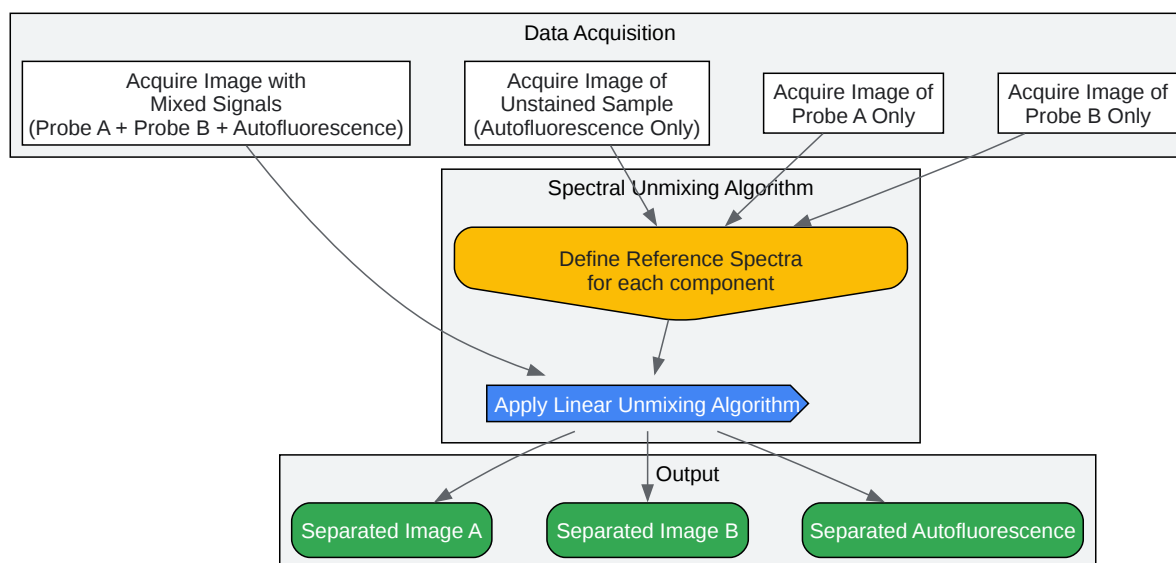 Data Acquisition
Acquire Image with
Mixed Signals
(Probe A + Probe B + Autofluorescence)
Acquire Image of
Unstained Sample
(Autofluorescence Only)
Acquire Image of
Probe A Only
Acquire Image of
Probe B Only
Spectral Unmixing Algorithm
Define Reference Spectra
for each component
Apply Linear Unmixing Algorithm
Output
Separated Image A
Separated Image B
Separated Autofluorescence